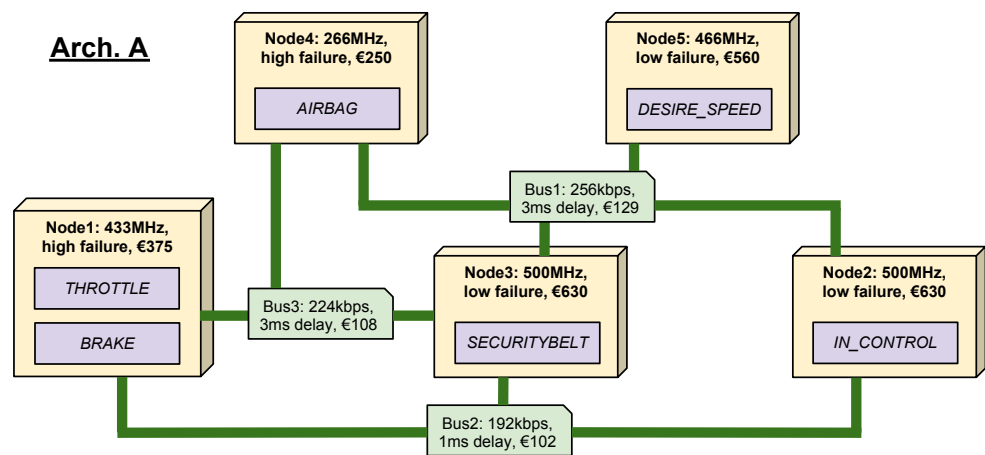 Arch. A
Node4: 266MHz,
high failure, €250
AIRBAG
Node5: 466MHz,
low failure, €560
DESIRE_SPEED
Bus1: 256kbps,
3ms delay, €129
Node1: 433MHz,
high failure, €375
THROTTLE
BRAKE
Bus3: 224kbps,
3ms delay, €108
Node3: 500MHz,
low failure, €630
SECURITYBELT
Node2: 500MHz,
low failure, €630
IN_CONTROL
Bus2: 192kbps,
1ms delay, €102